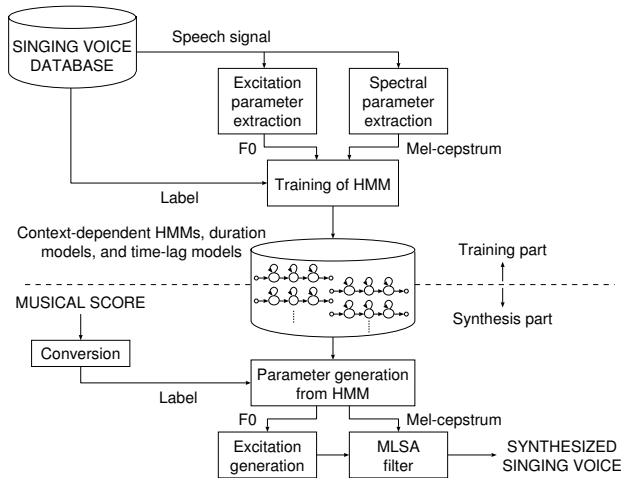 SINGING VOICE
DATABASE
Speech signal
Excitation
parameter
extraction
Spectral
parameter
extraction
F0
Mel-cepstrum
Training of HMM
Label
Context-dependent HMMs, duration
models, and time-lag models
Training part
Synthesis part
MUSICAL SCORE
Conversion
Label
Parameter generation
from HMM
F0
Mel-cepstrum
Excitation
generation
MLSA
filter
SYNTHESIZED
SINGING VOICE